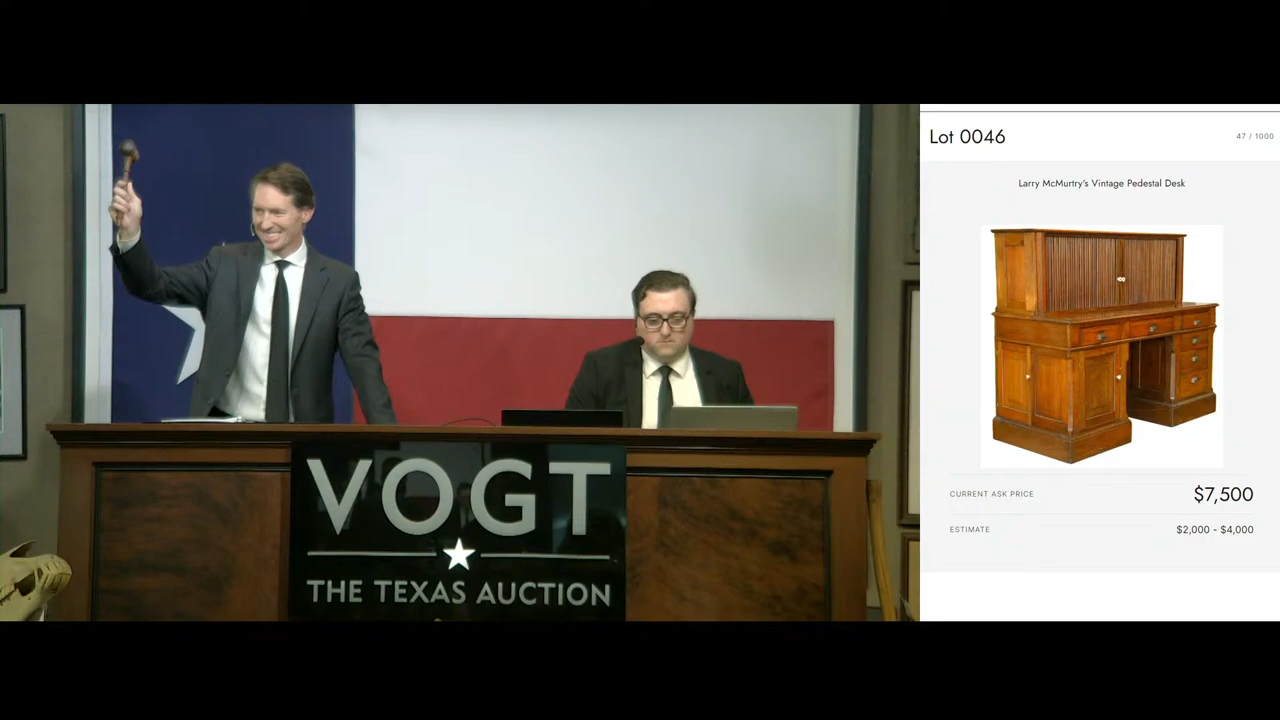 VOGT
THE TEXAS AUCTION
Lot 0046
47 / 1000
Larry McMurtry's Vintage Pedestal Desk
CURRENT ASK PRICE
$7,500
ESTIMATE
$2,000 - $4,000